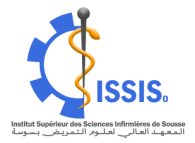 ISSIS
Institut Supérieur des Sciences Infirmières de Sousse
المعهد العالي لعلوم التمريض بسوسة